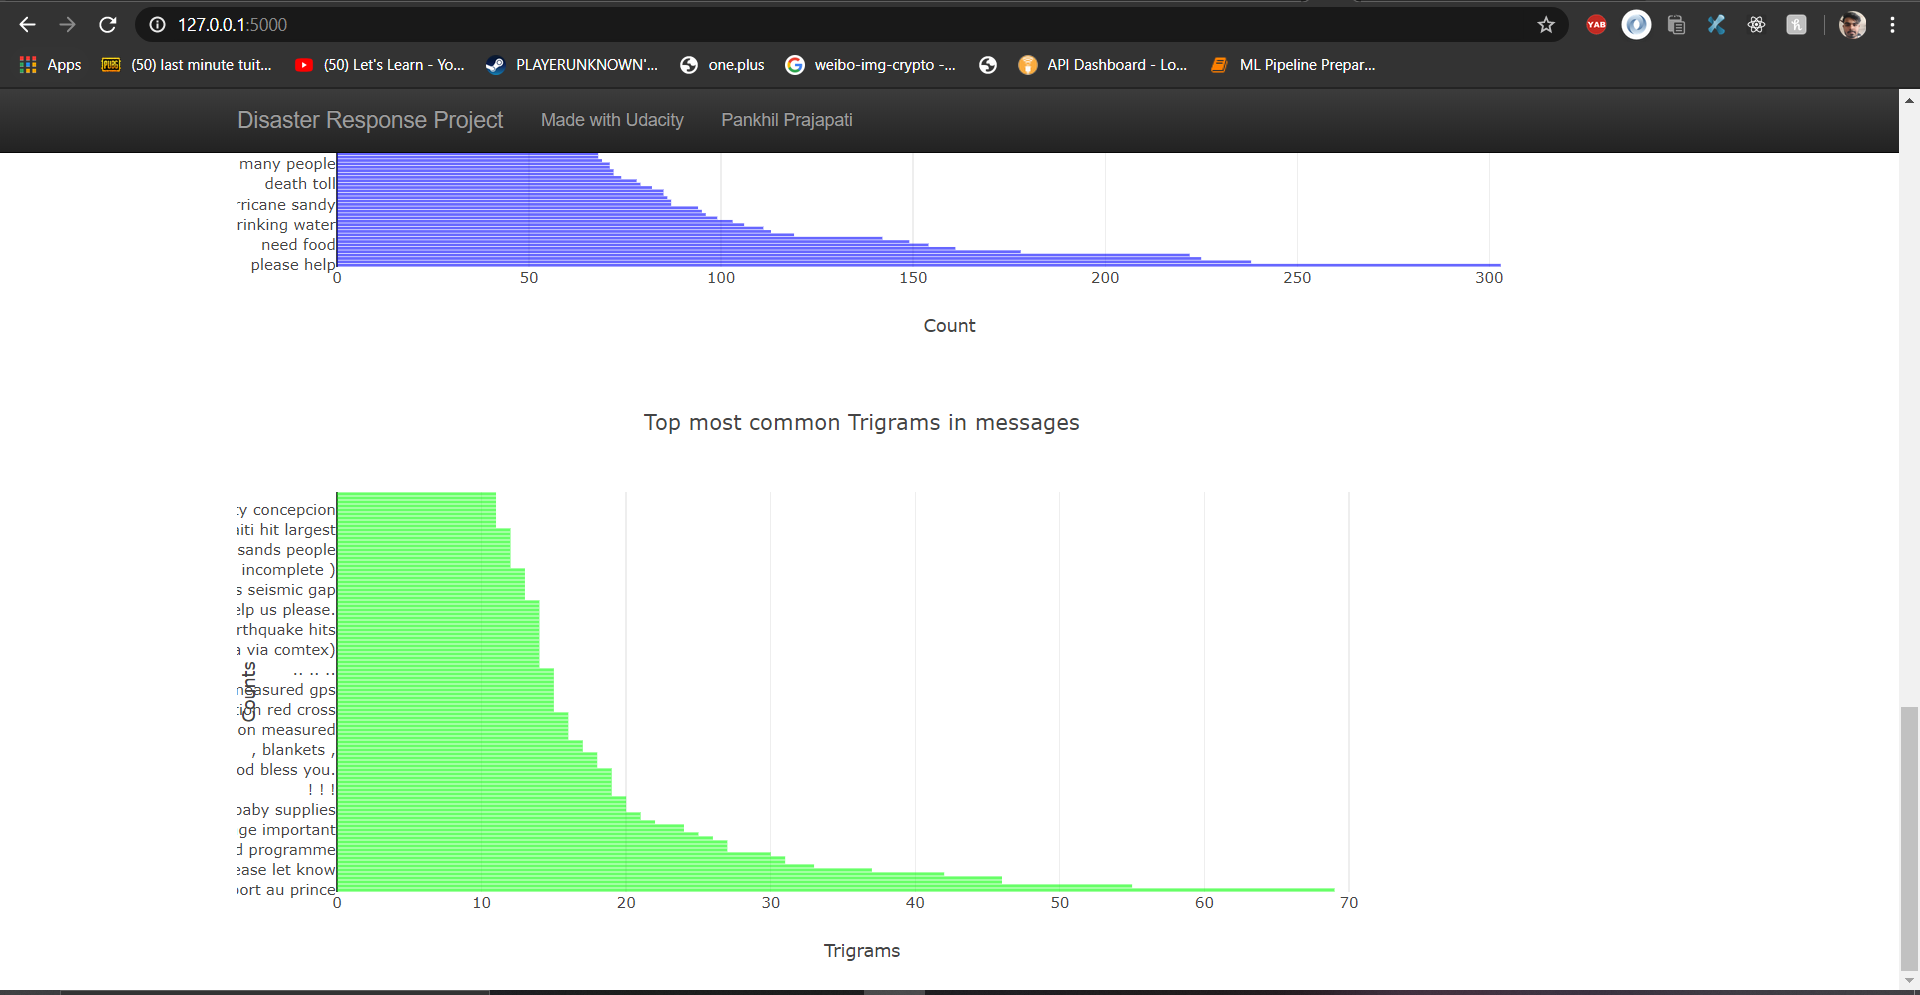 127.0.0.1:5000
YAB
Apps
(50) last minute tuit...
(50) Let's Learn - Yo...
PLAYERUNKNOWN'...
one.plus
weibo-img-crypto -...
API Dashboard - Lo...
ML Pipeline Prepar...
Disaster Response Project Made with Udacity Pankhil Prajapati
many people
death toll
rricane sandy
rinking water
need food
please help
0 50 100 150 200 250 300
Count
Top most common Trigrams in messages
concepcion
hit largest
sands people
incomplete )
s seismic gap
elp us please.
rthquake hits
via comtex)
.. .. ..
measured gps
red cross
on measured
, blankets ,
od bless you.
! ! !
baby supplies
ge important
d programme
ease let know
port au prince
Counts
0 10 20 30 40 50 60 70
Trigrams